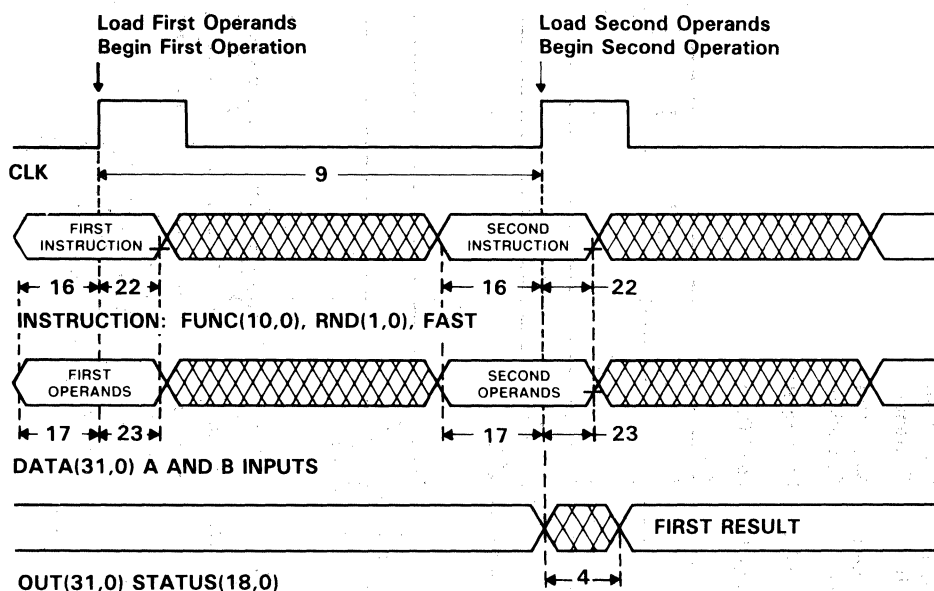 Load First Operands
Begin First Operation
Load Second Operands
Begin Second Operation
CLK
9
FIRST
INSTRUCTION
SECOND
INSTRUCTION
16 22 16 22
INSTRUCTION: FUNC(10,0), RND(1,0), FAST
FIRST
OPERANDS
SECOND
OPERANDS
17 23 17 23
DATA(31,0) A AND B INPUTS
FIRST RESULT
4
OUT(31,0) STATUS(18,0)